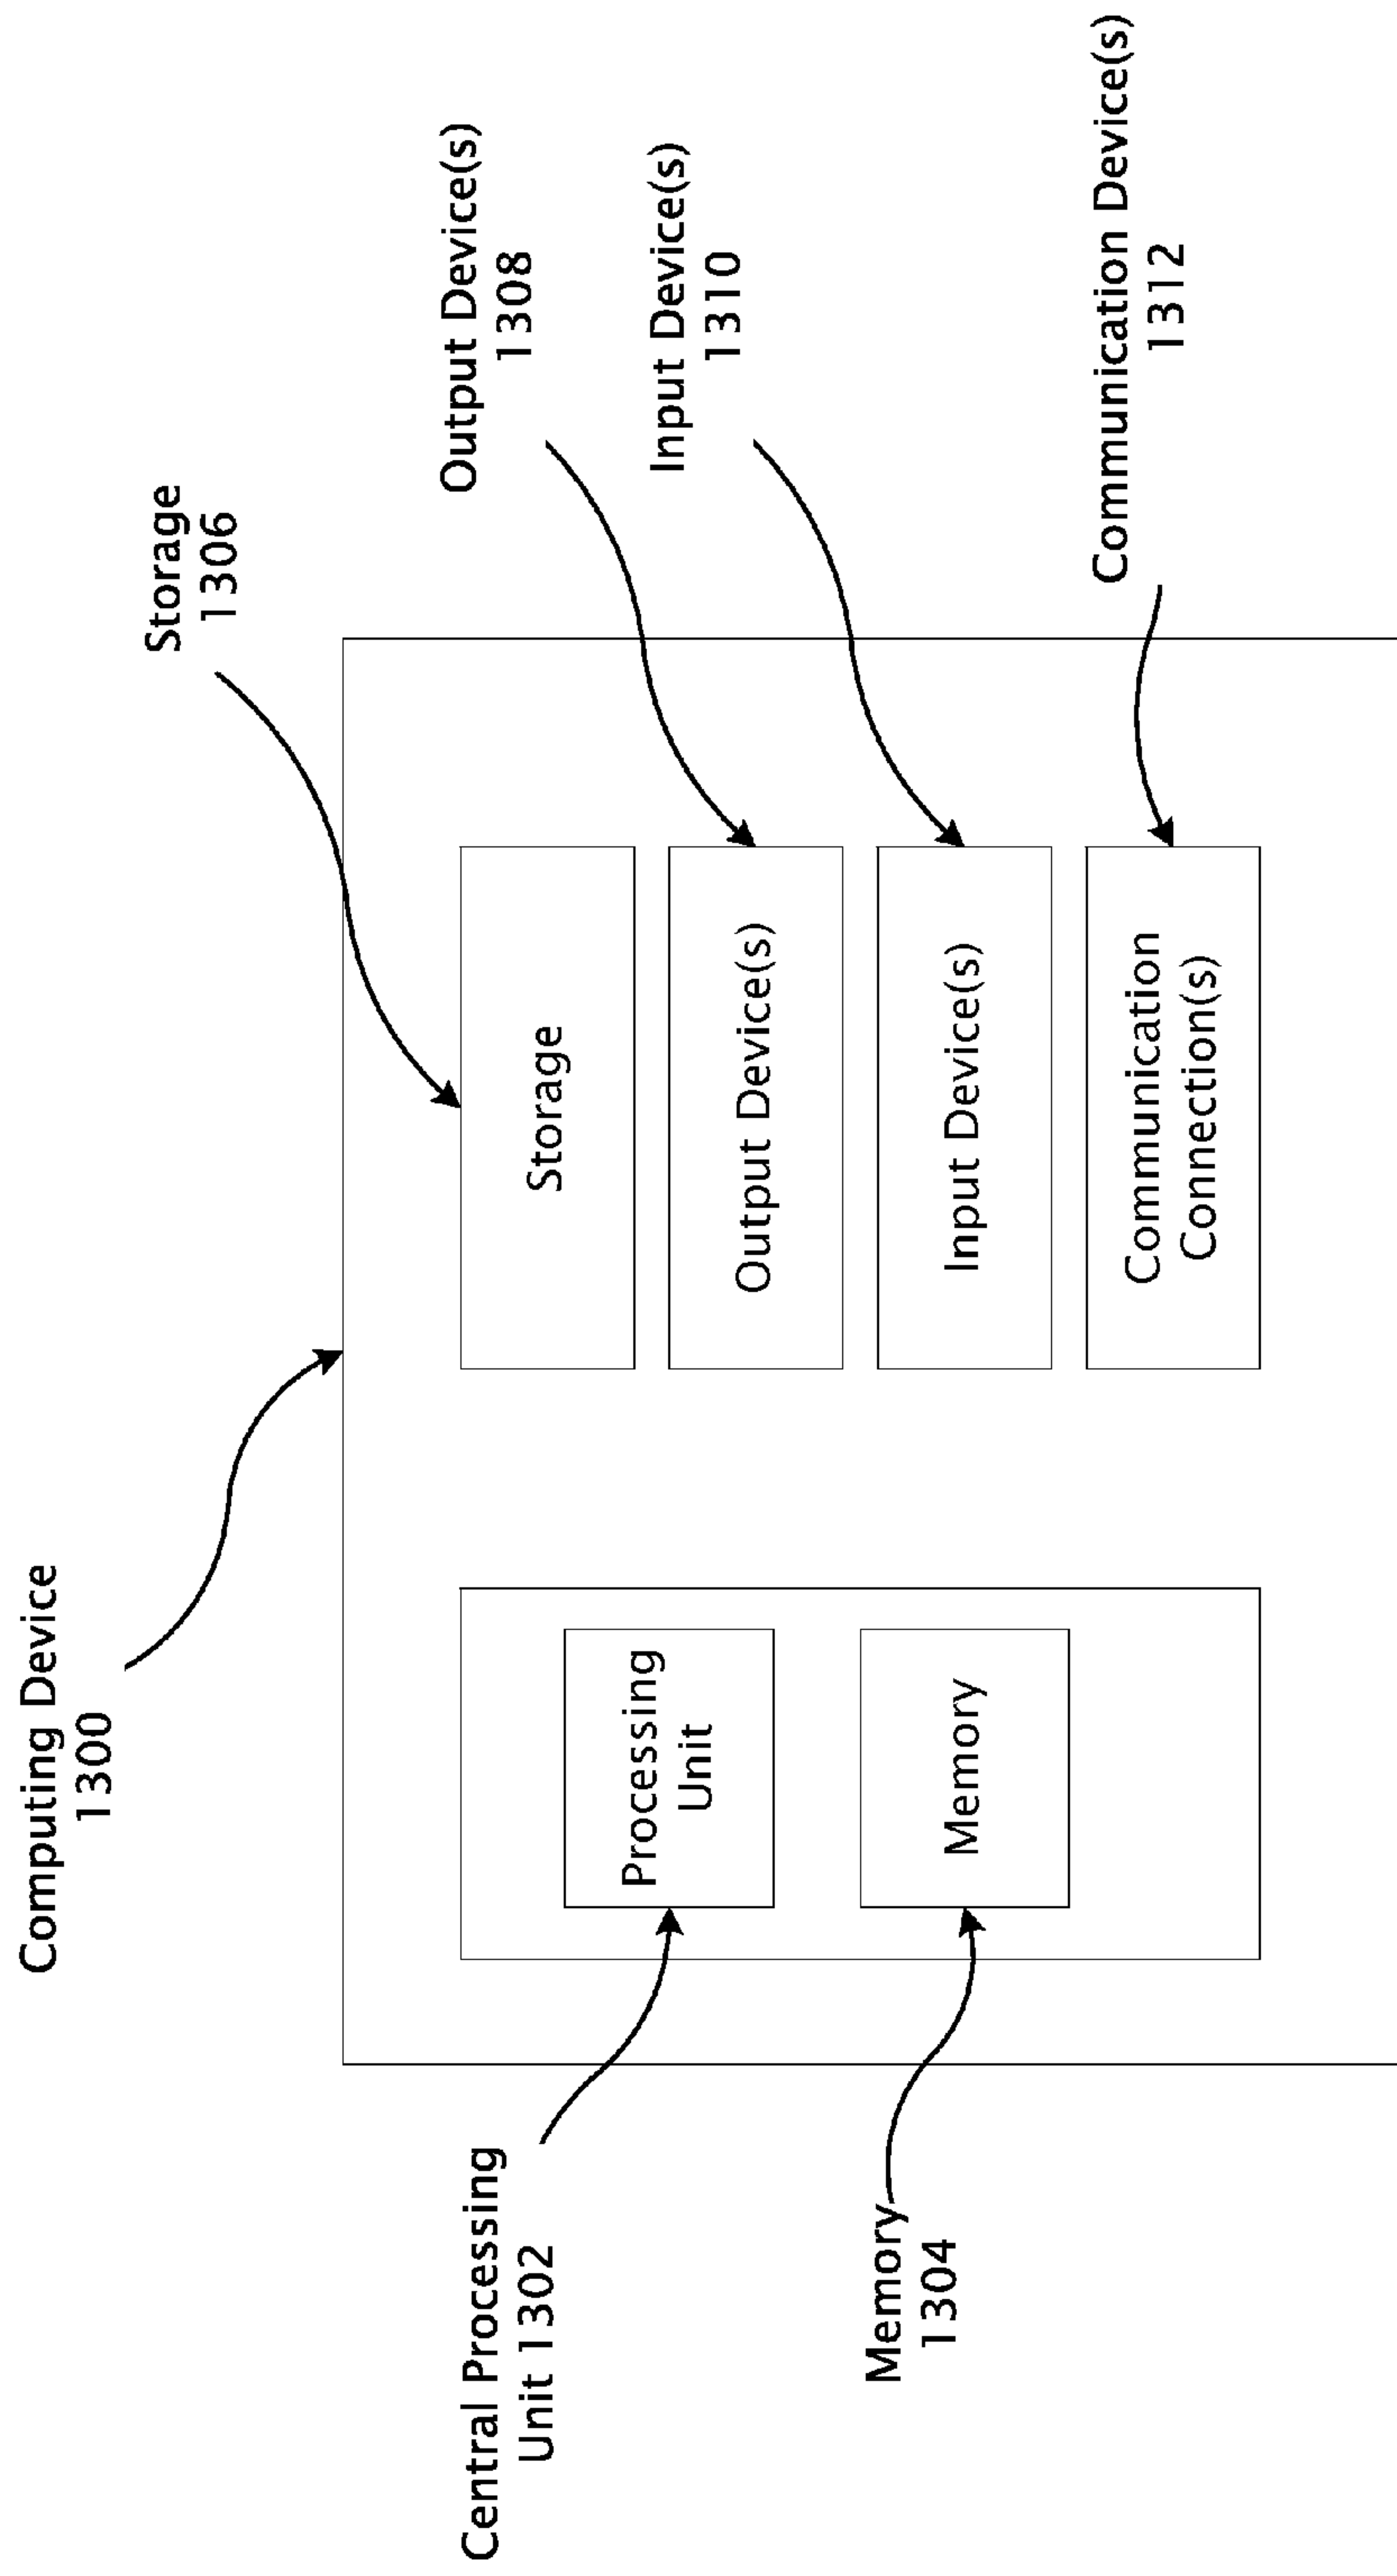 Computing Device
1300
Storage
1306
Output Device(s)
1308
Input Device(s)
1310
Communication Device(s)
1312
Central Processing
Unit 1302
Memory
1304
Processing
Unit
Memory
Storage
Output Device(s)
Input Device(s)
Communication
Connection(s)